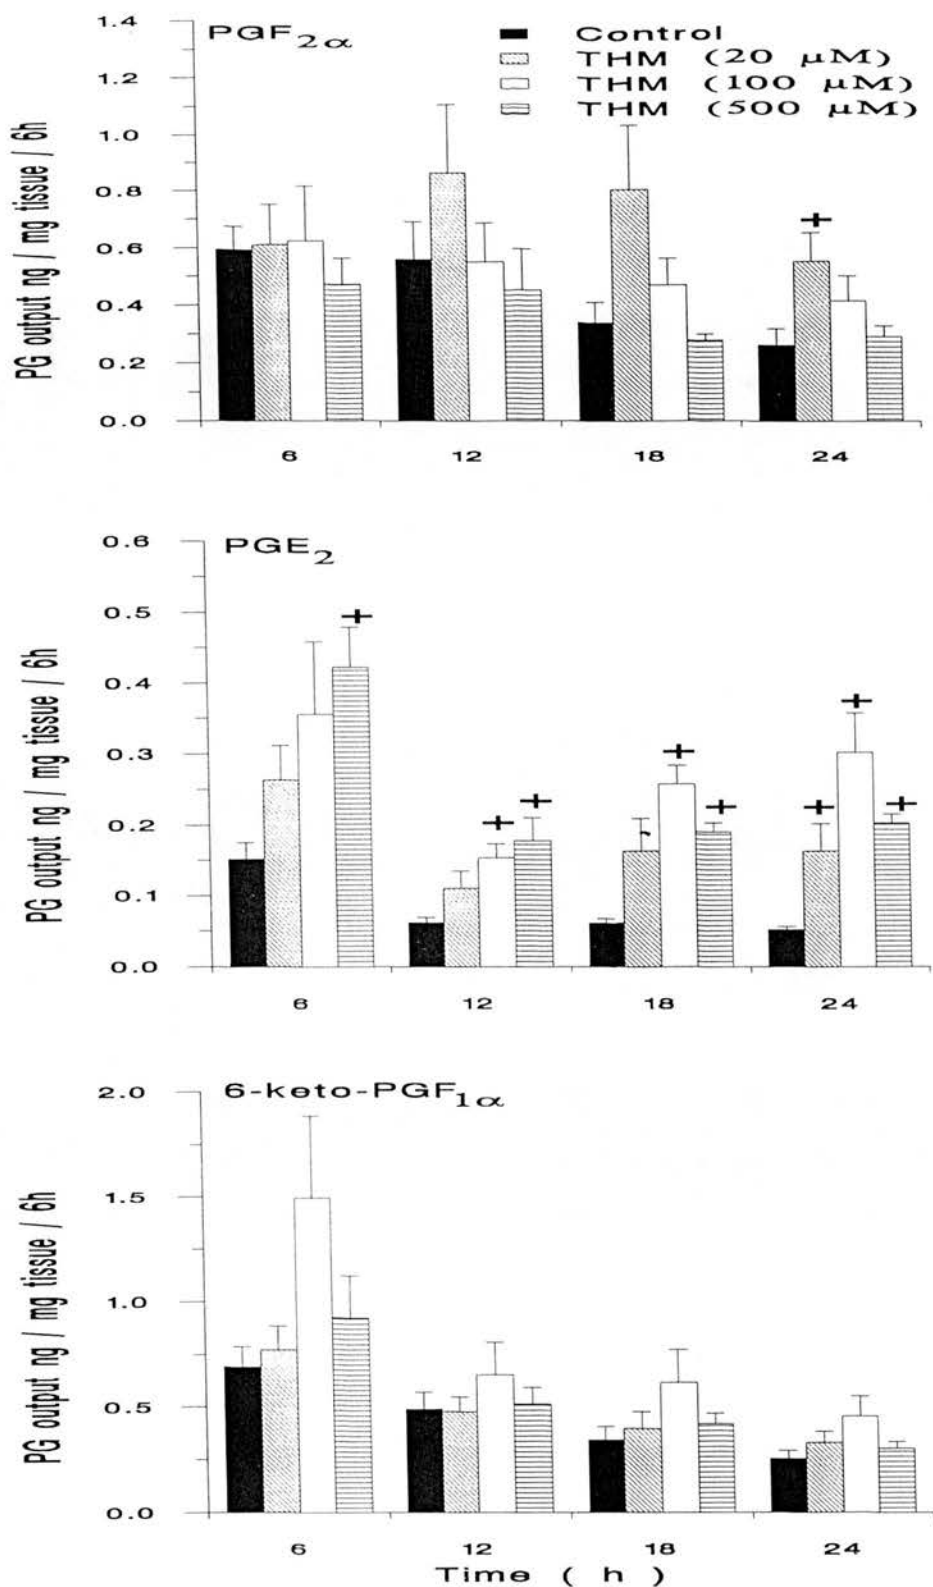 PGF2α
Control
THM (20 μM)
THM (100 μM)
THM (500 μM)
PG output ng / mg tissue / 6h
1.4
1.2
1.0
0.8
0.6
0.4
0.2
0.0
6 12 18 24
PGE2
PG output ng / mg tissue / 6h
0.6
0.5
0.4
0.3
0.2
0.1
0.0
6 12 18 24
6-keto-PGF1α
PG output ng / mg tissue / 6h
2.0
1.5
1.0
0.5
0.0
6 12 18 24
Time ( h )